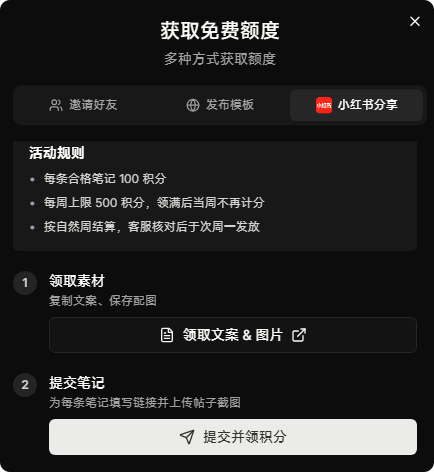 获取免费额度
多种方式获取额度
邀请好友
发布模板
小红书
小红书分享
活动规则
• 每条合格笔记 100 积分
• 每周上限 500 积分，领满后当周不再计分
• 按自然周结算，客服核对后于次周一发放
1
领取素材
复制文案、保存配图
领取文案 & 图片
2
提交笔记
为每条笔记填写链接并上传帖子截图
提交并领积分